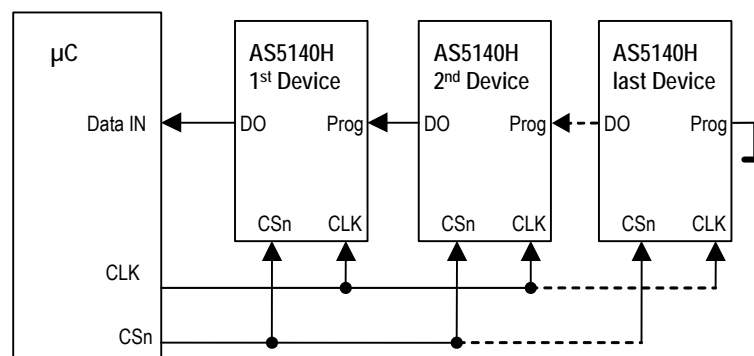 µC
AS5140H
1st Device
AS5140H
2nd Device
AS5140H
last Device
Data IN
DO Prog
DO Prog
DO Prog
CSn CLK
CSn CLK
CSn CLK
CLK
CSn